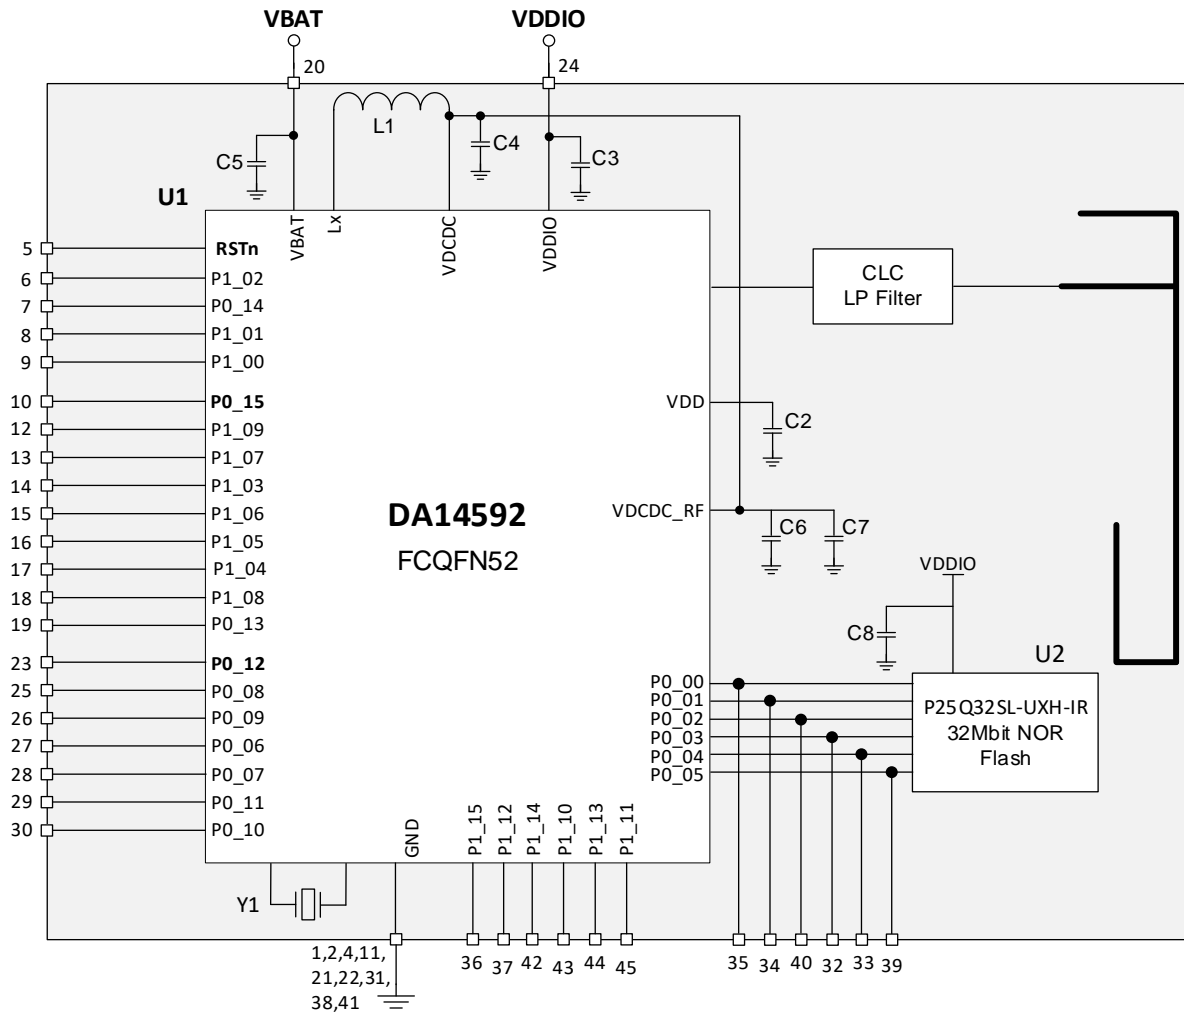 VBAT
VDDIO
20
24
L1
C4
C5
C3
U1
VBAT
Lx
VDCDC
VDDIO
5
RSTn
6
P1_02
7
P0_14
8
P1_01
9
P1_00
10
P0_15
12
P1_09
13
P1_07
14
P1_03
15
P1_06
16
P1_05
17
P1_04
18
P1_08
19
P0_13
23
P0_12
25
P0_08
26
P0_09
27
P0_06
28
P0_07
29
P0_11
30
P0_10
CLC
LP Filter
VDD
C2
DA14592
FCQFN52
VDCDC_RF
C6
C7
VDDIO
C8
U2
P0_00
P0_01
P0_02
P0_03
P0_04
P0_05
P25Q32SL-UXH-IR
32Mbit NOR
Flash
GND
P1_15
P1_12
P1_14
P1_10
P1_13
P1_11
Y1
1,2,4,11,
21,22,31,
38,41
36
37
42
43
44
45
35
34
40
32
33
39